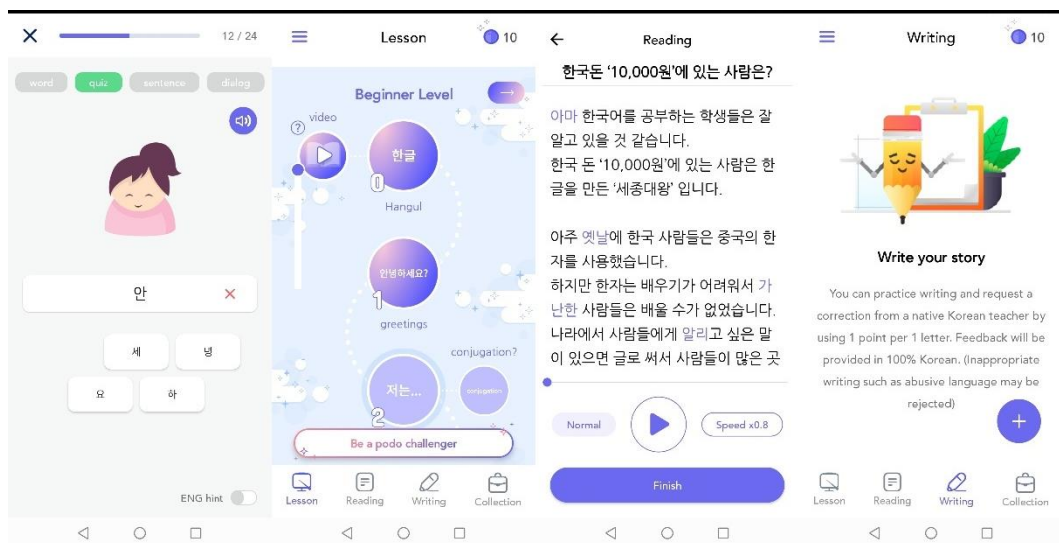 12 / 24
word quiz sentence dialog
안
세 녕
요 하
ENG hint
Lesson 10
Beginner Level
video
?
한글
0
Hangul
안녕하세요?
1
greetings
conjugation?
저는...
conjugation
2
Be a podo challenger
Lesson Reading Writing Collection
Reading
한국돈 ‘10,000원’에 있는 사람은?
아마 한국어를 공부하는 학생들은 잘
알고 있을 것 같습니다.
한국 돈 ‘10,000원’에 있는 사람은 한
글을 만든 ‘세종대왕’ 입니다.
아주 옛날에 한국 사람들은 중국의 한
자를 사용했습니다.
하지만 한자는 배우기가 어려워서 가
난한 사람들은 배울 수가 없었습니다.
나라에서 사람들에게 알리고 싶은 말
이 있으면 글로 써서 사람들이 많은 곳
Normal Speed x0.8
Finish
Writing 10
Write your story
You can practice writing and request a
correction from a native Korean teacher by
using 1 point per 1 letter. Feedback will be
provided in 100% Korean. (Inappropriate
writing such as abusive language may be
rejected)
Lesson Reading Writing Collection